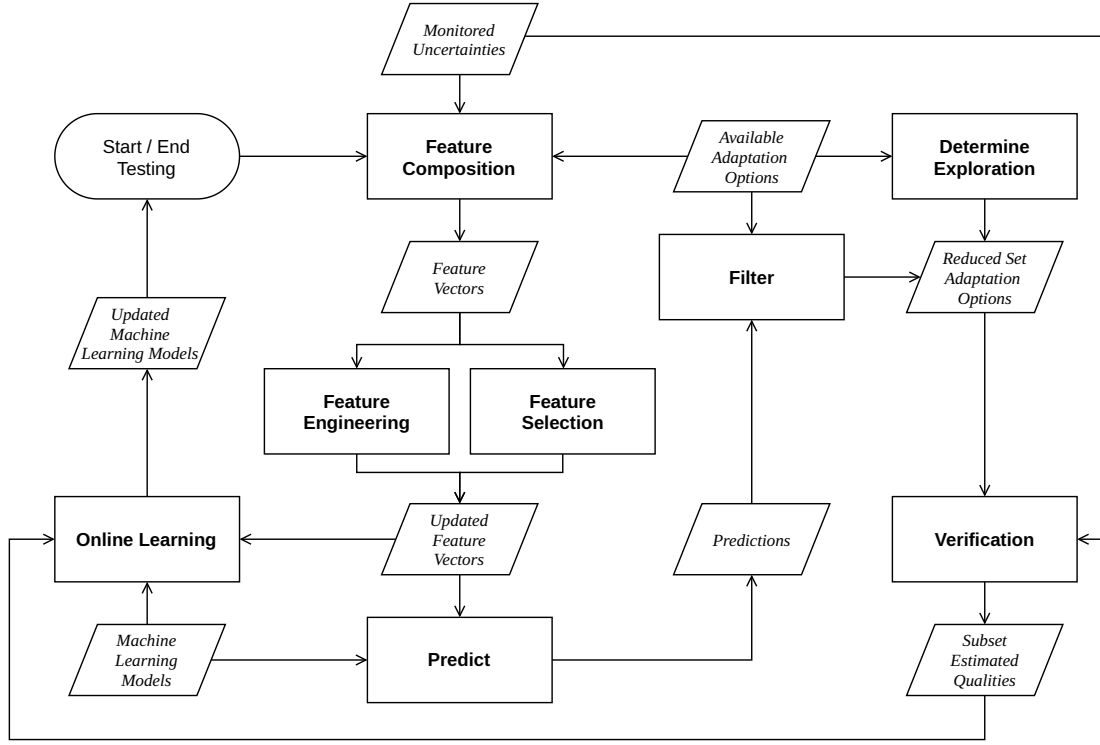 Monitored
Uncertainties
Start / End
Testing
Feature
Composition
Available
Adaptation
Options
Determine
Exploration
Feature
Vectors
Filter
Reduced Set
Adaptation
Options
Updated
Machine
Learning Models
Feature
Engineering
Feature
Selection
Online Learning
Updated
Feature
Vectors
Predictions
Verification
Machine
Learning
Models
Predict
Subset
Estimated
Qualities